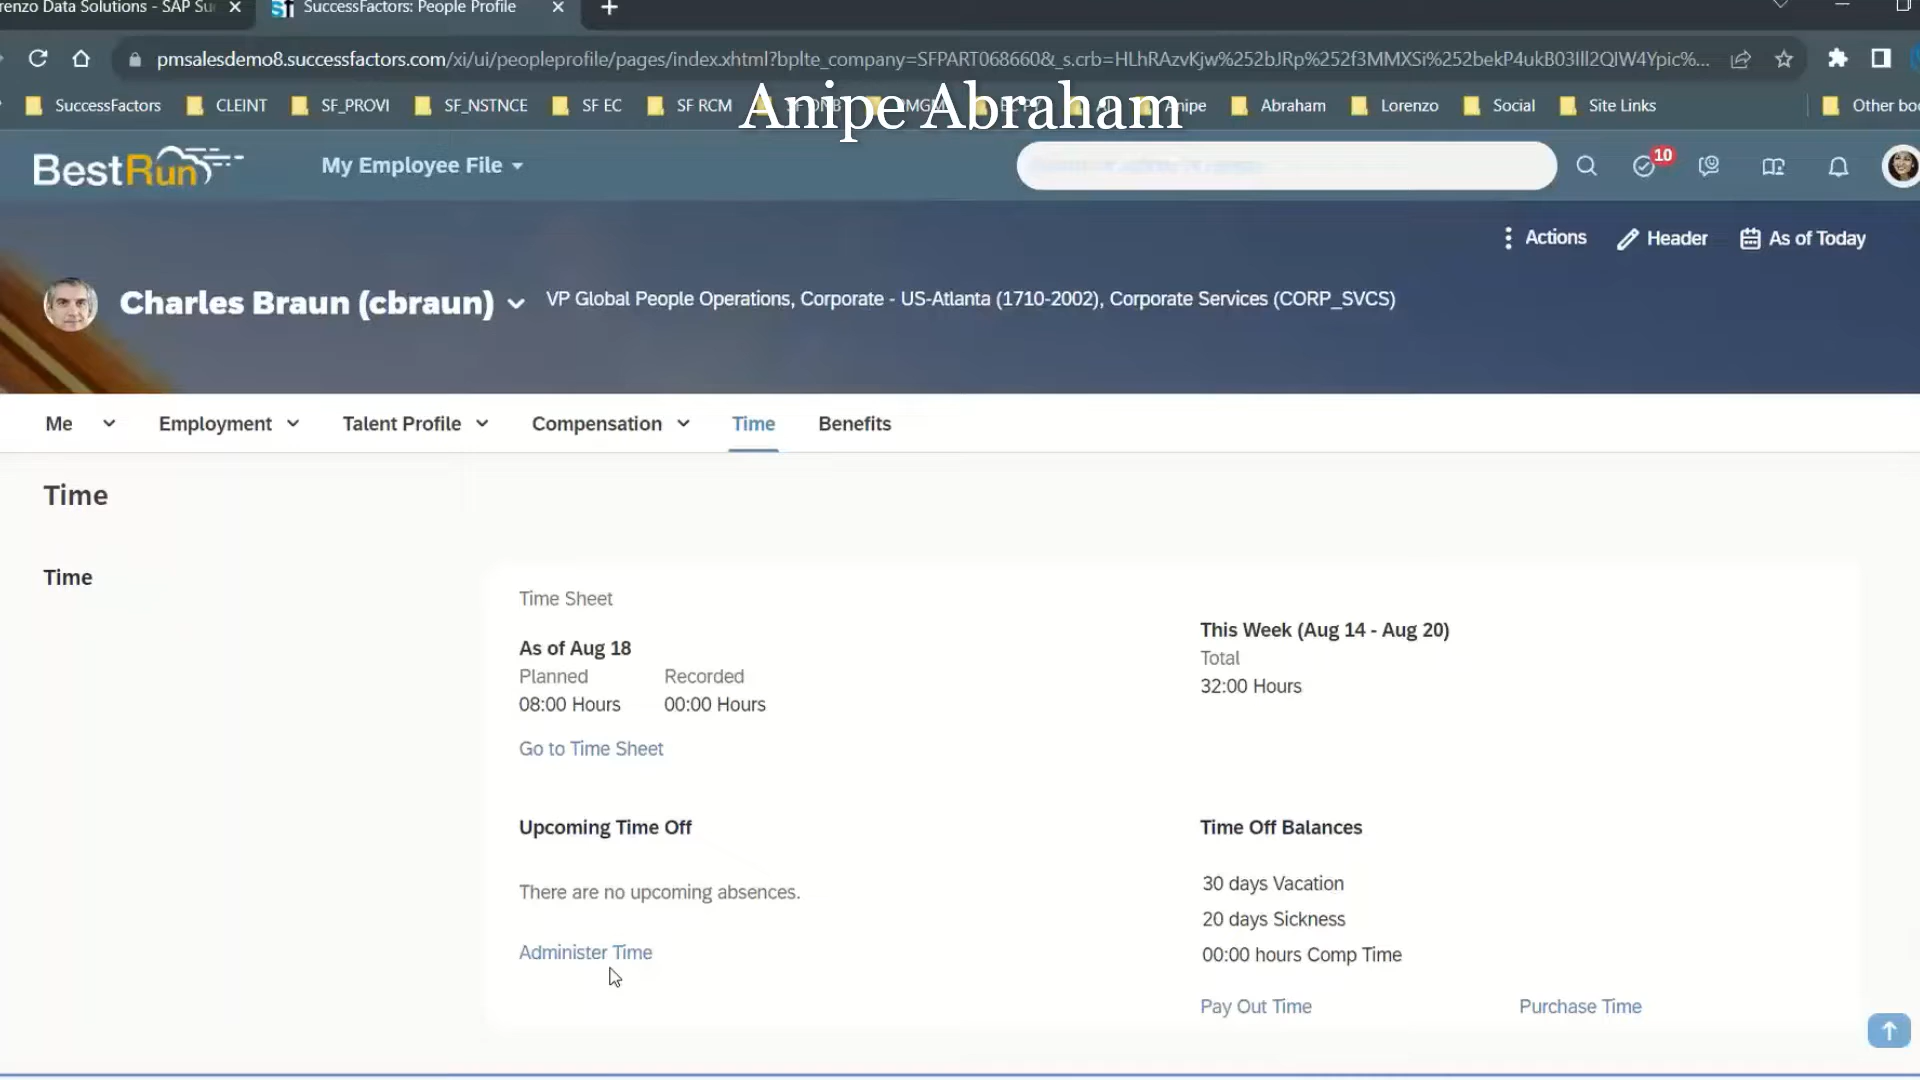 renzo Data Solutions - SAP Su
SuccessFactors: People Profile
pmsalesdemo8.successfactors.com/xi/ui/peopleprofile/pages/index.xhtml?bplte_company=SFPART068660&_s.crb=HLhRAzvKjw%252bJRp%252f3MMXSi%252bekP4ukB03Ill2QIW4Ypic%...
SuccessFactors CLEINT SF_PROVI SF_NSTNCE SF EC SF RCM Anipe Abraham Lorenzo Social Site Links Other boo
Anipe Abraham
BestRun My Employee File 10
Actions Header As of Today
Charles Braun (cbraun) VP Global People Operations, Corporate - US-Atlanta (1710-2002), Corporate Services (CORP_SVCS)
Me Employment Talent Profile Compensation Time Benefits
Time
Time
Time Sheet
As of Aug 18
Planned Recorded
08:00 Hours 00:00 Hours
Go to Time Sheet
This Week (Aug 14 - Aug 20)
Total
32:00 Hours
Upcoming Time Off
There are no upcoming absences.
Administer Time
Time Off Balances
30 days Vacation
20 days Sickness
00:00 hours Comp Time
Pay Out Time Purchase Time